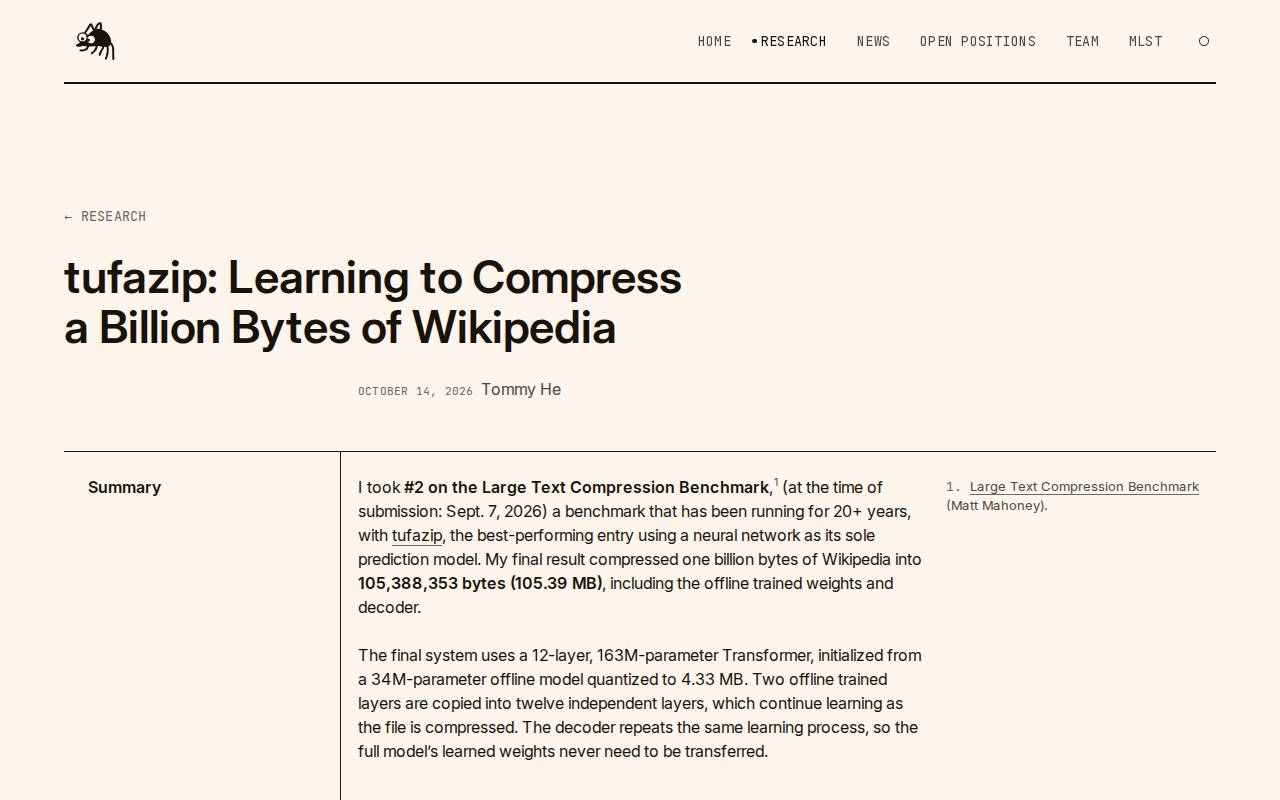 HOME
RESEARCH
NEWS
OPEN POSITIONS
TEAM
MLST
← RESEARCH
tufazip: Learning to Compress
a Billion Bytes of Wikipedia
OCTOBER 14, 2026 Tommy He
Summary
I took #2 on the Large Text Compression Benchmark,1 (at the time of
submission: Sept. 7, 2026) a benchmark that has been running for 20+ years,
with tufazip, the best-performing entry using a neural network as its sole
prediction model. My final result compressed one billion bytes of Wikipedia into
105,388,353 bytes (105.39 MB), including the offline trained weights and
decoder.
The final system uses a 12-layer, 163M-parameter Transformer, initialized from
a 34M-parameter offline model quantized to 4.33 MB. Two offline trained
layers are copied into twelve independent layers, which continue learning as
the file is compressed. The decoder repeats the same learning process, so the
full model’s learned weights never need to be transferred.
1. Large Text Compression Benchmark
(Matt Mahoney).